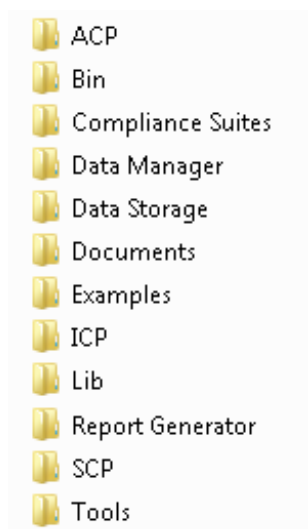 ACP
Bin
Compliance Suites
Data Manager
Data Storage
Documents
Examples
ICP
Lib
Report Generator
SCP
Tools